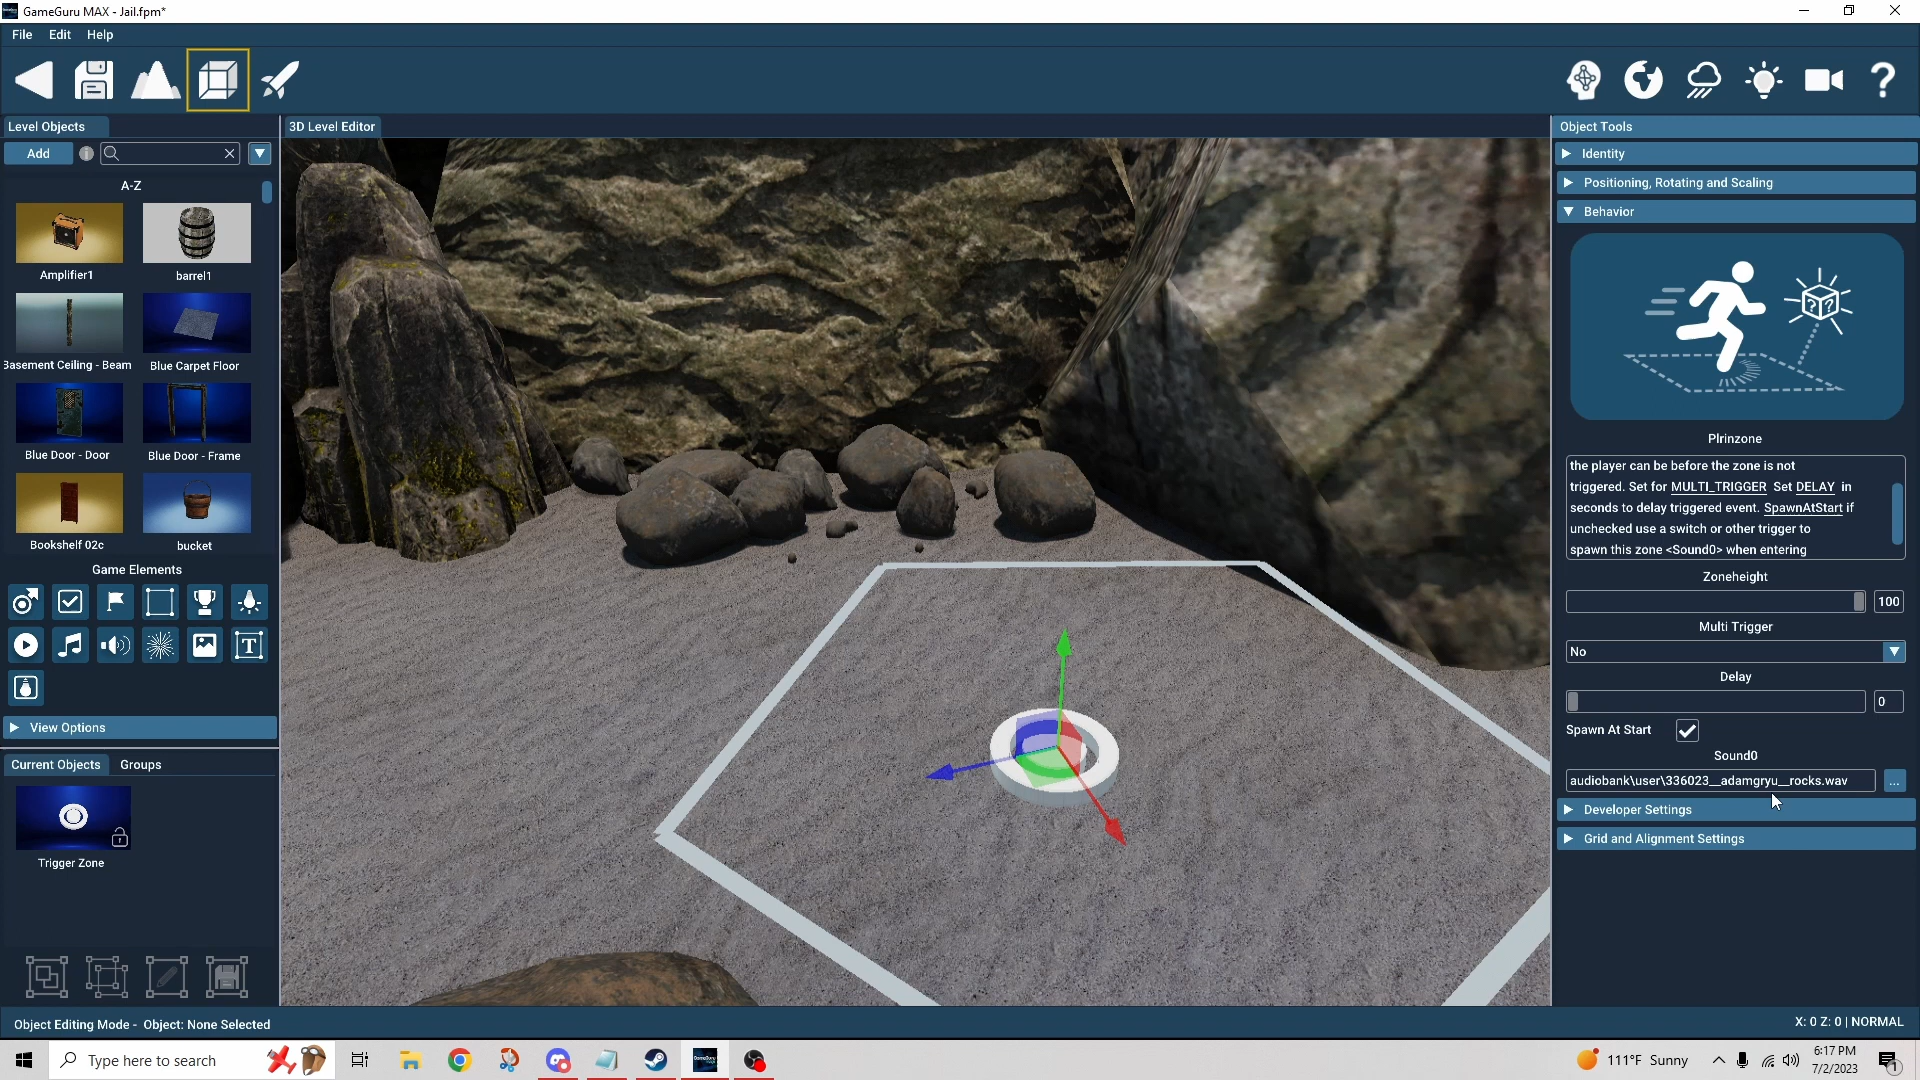 GameGuru MAX - Jail.fpm*
File Edit Help
Level Objects
3D Level Editor
Object Tools
Add
A-Z
Amplifier1
barrel1
Basement Ceiling - Beam
Blue Carpet Floor
Blue Door - Door
Blue Door - Frame
Bookshelf 02c
bucket
Game Elements
View Options
Current Objects Groups
Trigger Zone
Identity
Positioning, Rotating and Scaling
Behavior
Plrinzone
the player can be before the zone is not
triggered. Set for MULTI_TRIGGER Set DELAY in
seconds to delay triggered event. SpawnAtStart if
unchecked use a switch or other trigger to
spawn this zone <Sound0> when entering
Zoneheight
100
Multi Trigger
No
Delay
0
Spawn At Start
Sound0
audiobank\user\336023__adamgryu__rocks.wav
...
Developer Settings
Grid and Alignment Settings
Object Editing Mode - Object: None Selected
X: 0 Z: 0 | NORMAL
Type here to search
111°F Sunny
6:17 PM
7/2/2023
1